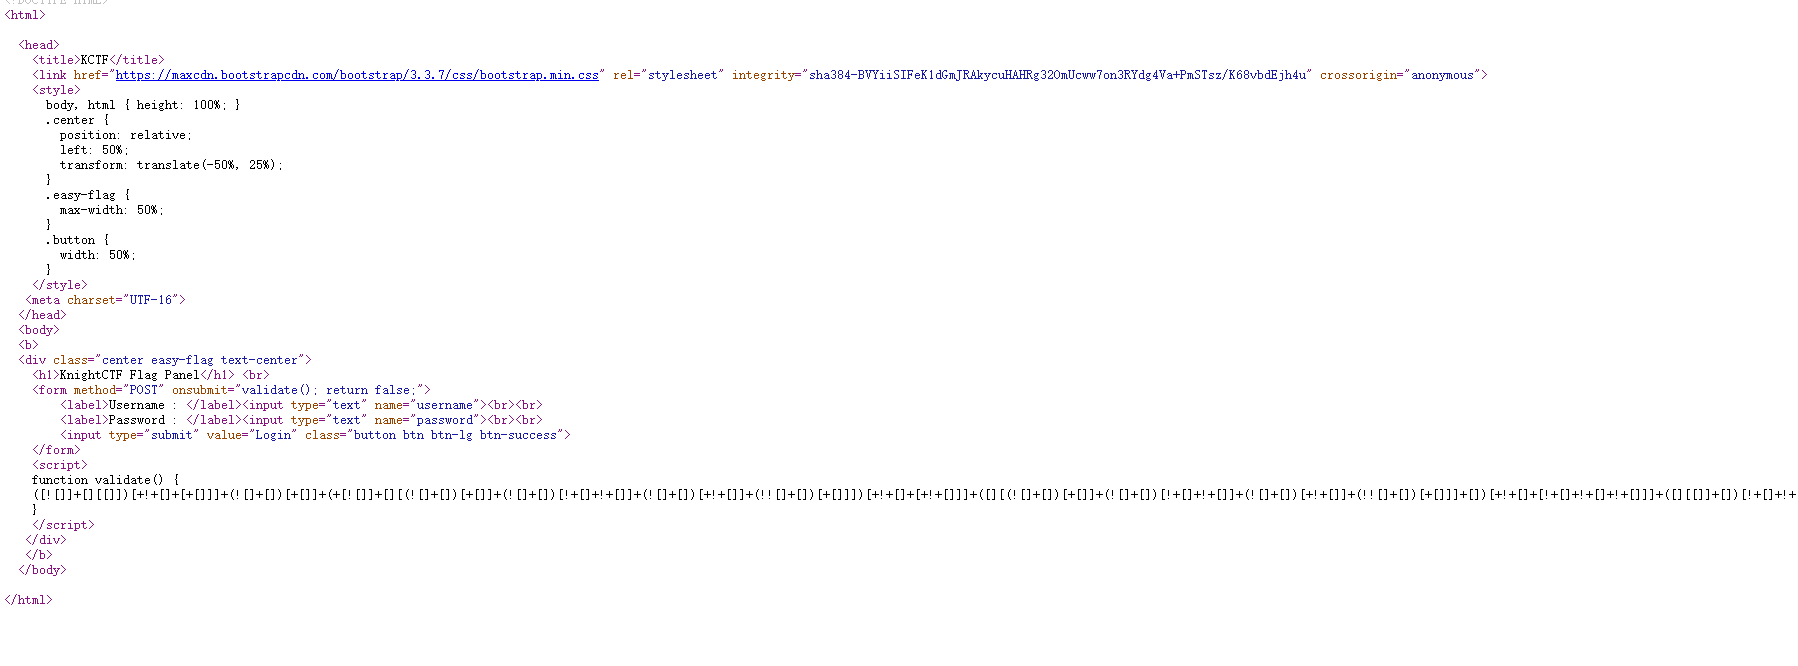 <!DOCTYPE HTML>
<html>
<head>
<title>KCTF</title>
<link href="https://maxcdn.bootstrapcdn.com/bootstrap/3.3.7/css/bootstrap.min.css" rel="stylesheet" integrity="sha384-BVYiiSIFeK1dGmJRAkycuHAHRg32OmUcww7on3RYdg4Va+PmSTsz/K68vbdEjh4u" crossorigin="anonymous">
<style>
body, html { height: 100%; }
.center {
position: relative;
left: 50%;
transform: translate(-50%, 25%);
}
.easy-flag {
max-width: 50%;
}
.button {
width: 50%;
}
</style>
<meta charset="UTF-16">
</head>
<body>
<b>
<div class="center easy-flag text-center">
<h1>KnightCTF Flag Panel</h1> <br>
<form method="POST" onsubmit="validate(); return false;">
<label>Username : </label><input type="text" name="username"><br><br>
<label>Password : </label><input type="text" name="password"><br><br>
<input type="submit" value="Login" class="button btn btn-lg btn-success">
</form>
<script>
function validate() {
([![]]+[][[]])[+!+[]+[+[]]]+(![]+[])[+[]]+(+[![]]+[][(![]+[])[+[]]+(![]+[])[!+[]+!+[]]+(![]+[])[+!+[]]+(!![]+[])[+[]]])[+!+[]+[+!+[]]]+([][(![]+[])[+[]]+(![]+[])[!+[]+!+[]]+(![]+[])[+!+[]]+(!![]+[])[+[]]]+[])[+!+[]+[!+[]+!+[]+!+[]]]+([][[]]+[])[!+[]+!+
}
</script>
</div>
</b>
</body>
</html>